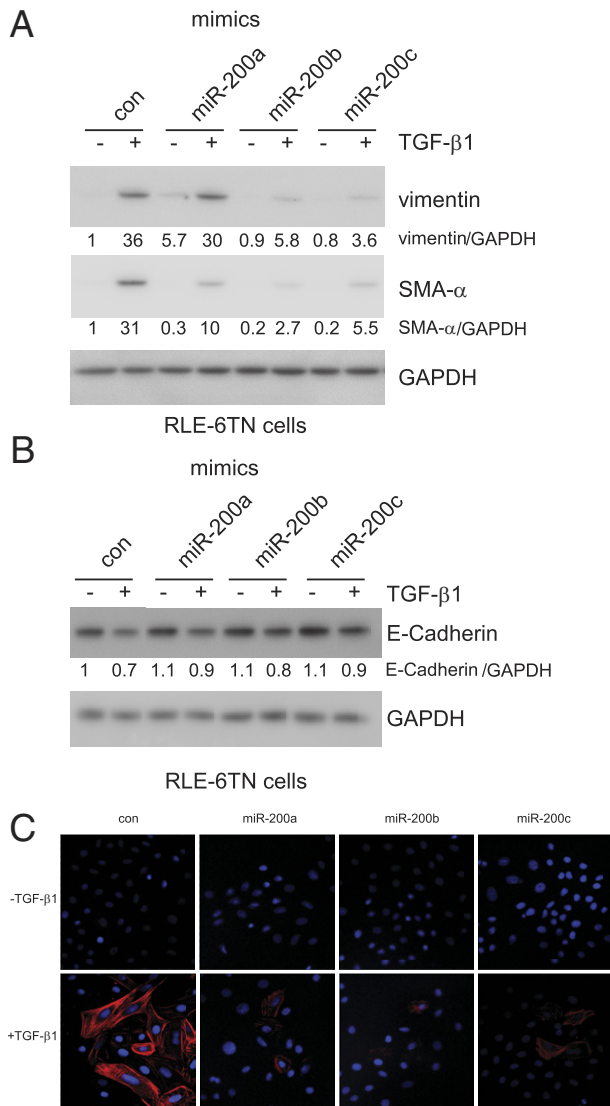 A
mimics
con miR-200a miR-200b miR-200c
- + - + - + - + TGF-β1
vimentin
1 36 5.7 30 0.9 5.8 0.8 3.6 vimentin/GAPDH
SMA-α
1 31 0.3 10 0.2 2.7 0.2 5.5 SMA-α/GAPDH
GAPDH
RLE-6TN cells
B
mimics
con miR-200a miR-200b miR-200c
- + - + - + - + TGF-β1
E-Cadherin
1 0.7 1.1 0.9 1.1 0.8 1.1 0.9 E-Cadherin/GAPDH
GAPDH
RLE-6TN cells
C
con miR-200a miR-200b miR-200c
-TGF-β1
+TGF-β1